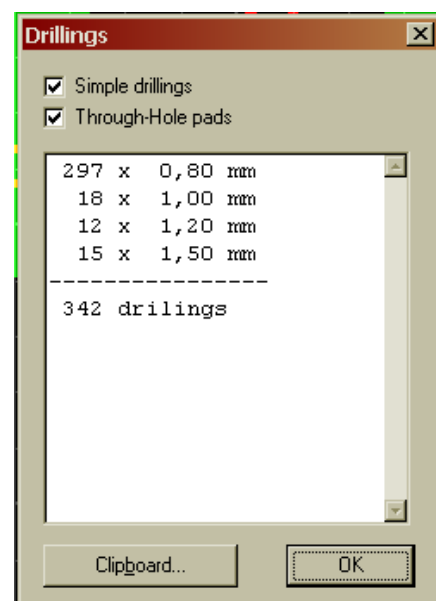 Drillings
Simple drillings
Through-Hole pads
297 x 0,80 mm
18 x 1,00 mm
12 x 1,20 mm
15 x 1,50 mm
----------------
342 drilings
Clipboard...
OK